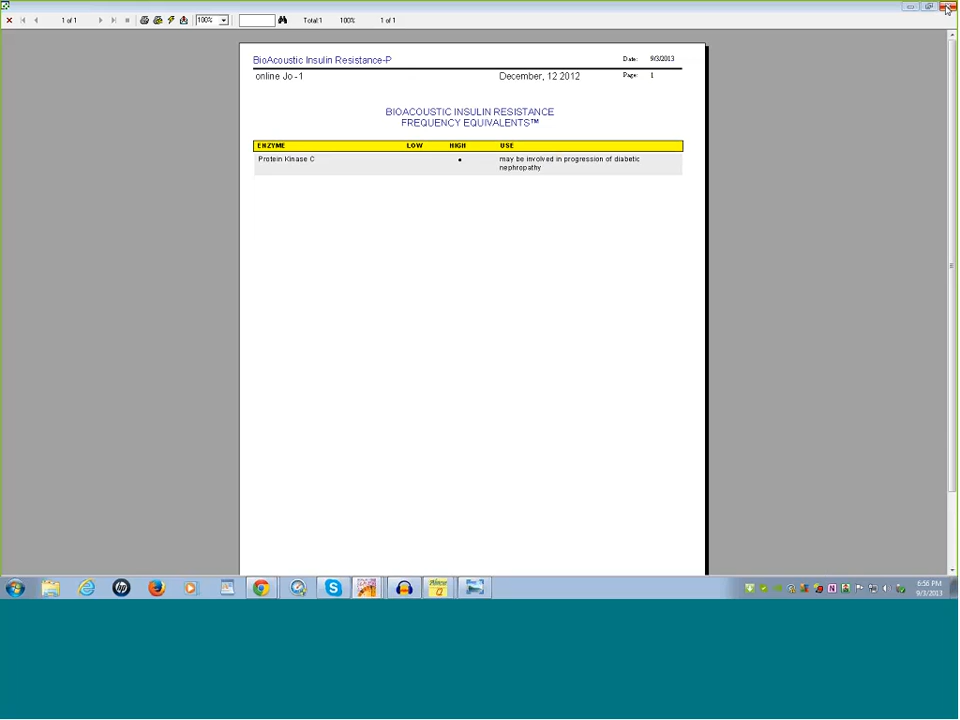 1 of 1 100% Total:1 100% 1 of 1
BioAcoustic Insulin Resistance-P Date: 9/3/2013
online Jo -1 December, 12 2012 Page: 1
BIOACOUSTIC INSULIN RESISTANCE
FREQUENCY EQUIVALENTS™
ENZYME LOW HIGH USE
Protein Kinase C • may be involved in progression of diabetic
nephropathy
6:56 PM
9/3/2013